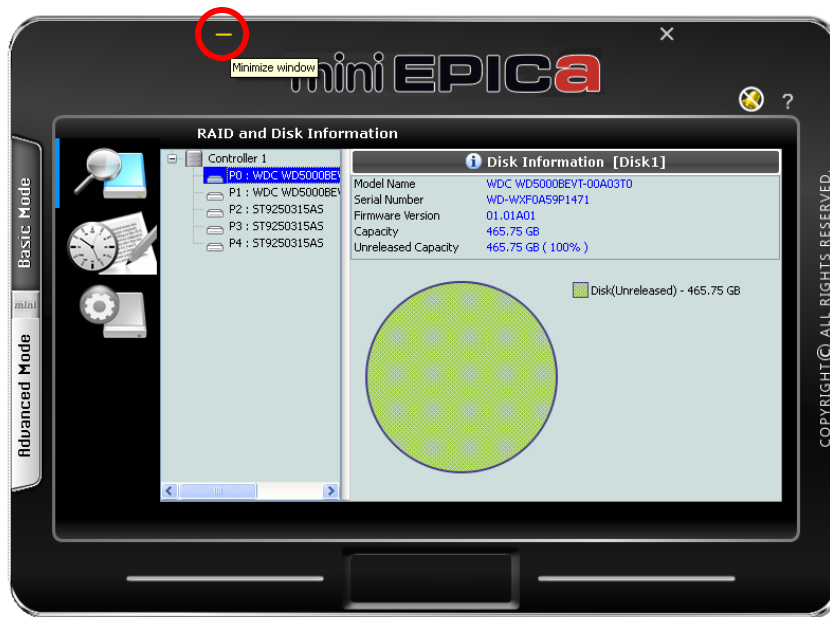 Minimize window
mini EPICa
?
RAID and Disk Information
Basic Mode
mini
Advanced Mode
Controller 1
P0 : WDC WD5000BEV
P1 : WDC WD5000BEV
P2 : ST9250315AS
P3 : ST9250315AS
P4 : ST9250315AS
Disk Information [Disk1]
Model Name WDC WD5000BEVT-00A03T0
Serial Number WD-WXF0A59P1471
Firmware Version 01.01A01
Capacity 465.75 GB
Unreleased Capacity 465.75 GB ( 100% )
Disk(Unreleased) - 465.75 GB
COPYRIGHT© ALL RIGHTS RESERVED.